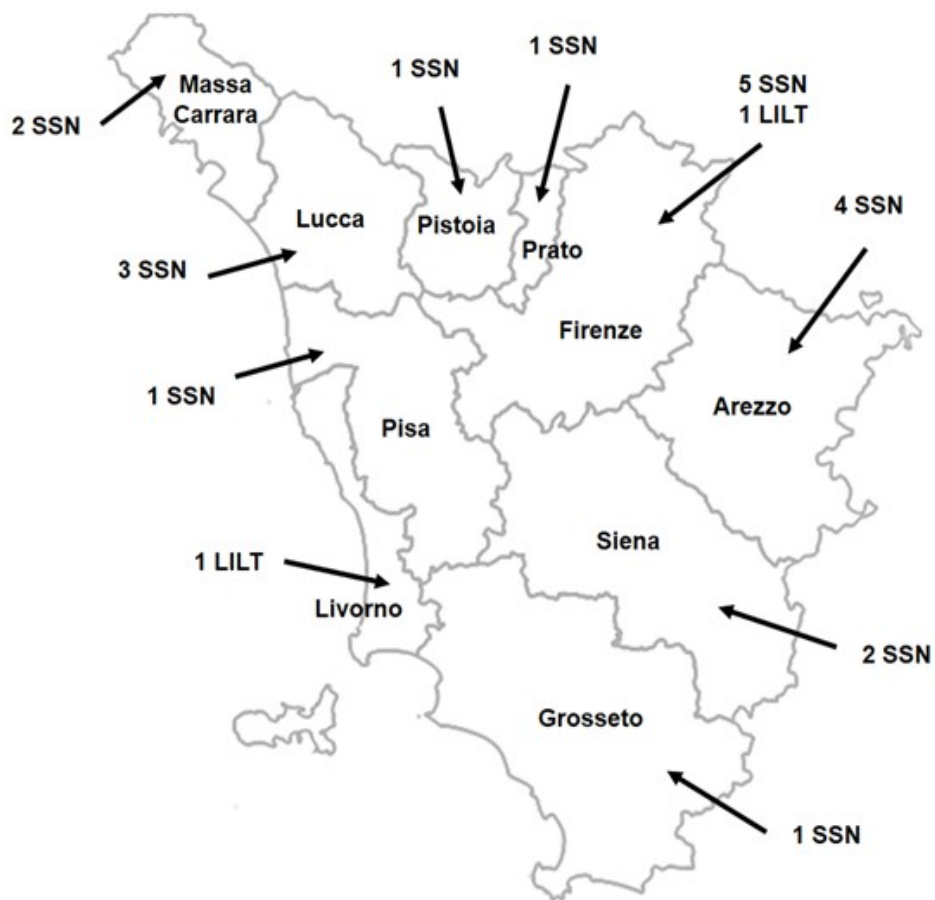 1 SSN
1 SSN
5 SSN
1 LILT
Massa
Carrara
2 SSN
4 SSN
Lucca
Pistoia
Prato
3 SSN
Firenze
1 SSN
Arezzo
Pisa
Siena
1 LILT
Livorno
2 SSN
Grosseto
1 SSN